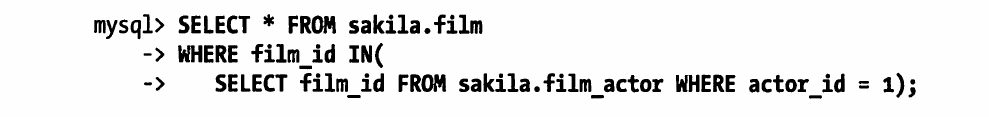 mysql> SELECT * FROM sakila.film
-> WHERE film_id IN(
-> SELECT film_id FROM sakila.film_actor WHERE actor_id = 1);